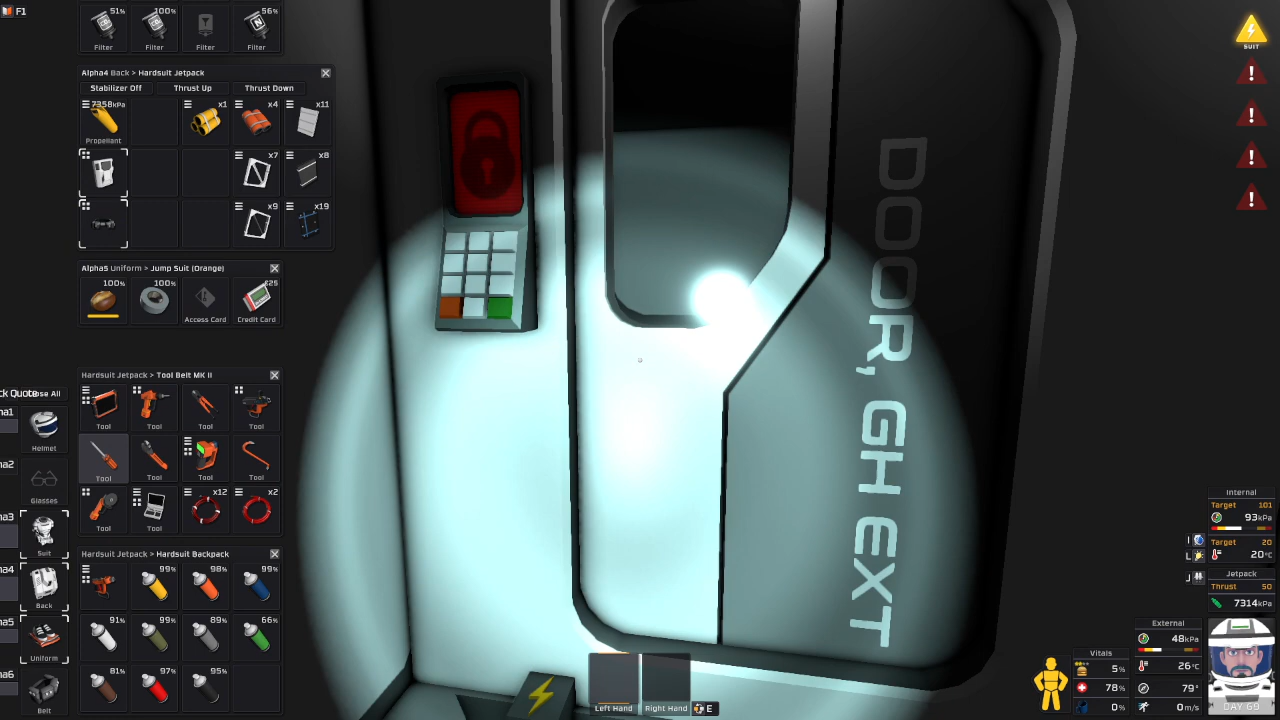 F1
51%
100%
56%
Filter
Filter
Filter
Filter
Alpha4 Back > Hardsuit Jetpack
Stabilizer Off
Thrust Up
Thrust Down
7358kPa
x1
x4
x11
Propellant
x7
x8
x9
x19
Alpha5 Uniform > Jump Suit (Orange)
100%
100%
€25
Access Card
Credit Card
Hardsuit Jetpack > Tool Belt MK II
Tool
Tool
Tool
Tool
Tool
Tool
Tool
Tool
x12
x2
Tool
Tool
Tool
Tool
Hardsuit Jetpack > Hardsuit Backpack
99%
98%
99%
91%
99%
89%
66%
81%
97%
95%
Helmet
Glasses
Suit
Back
Uniform
Belt
DOOR, GH EXT
Left Hand
Right Hand
E
SUIT
Internal
Target 101
93kPa
Target 20
20°C
I
L
J
Jetpack
Thrust 50
7314kPa
External
48kPa
26°C
79°
0m/s
Vitals
5%
78%
0%
DAY 69